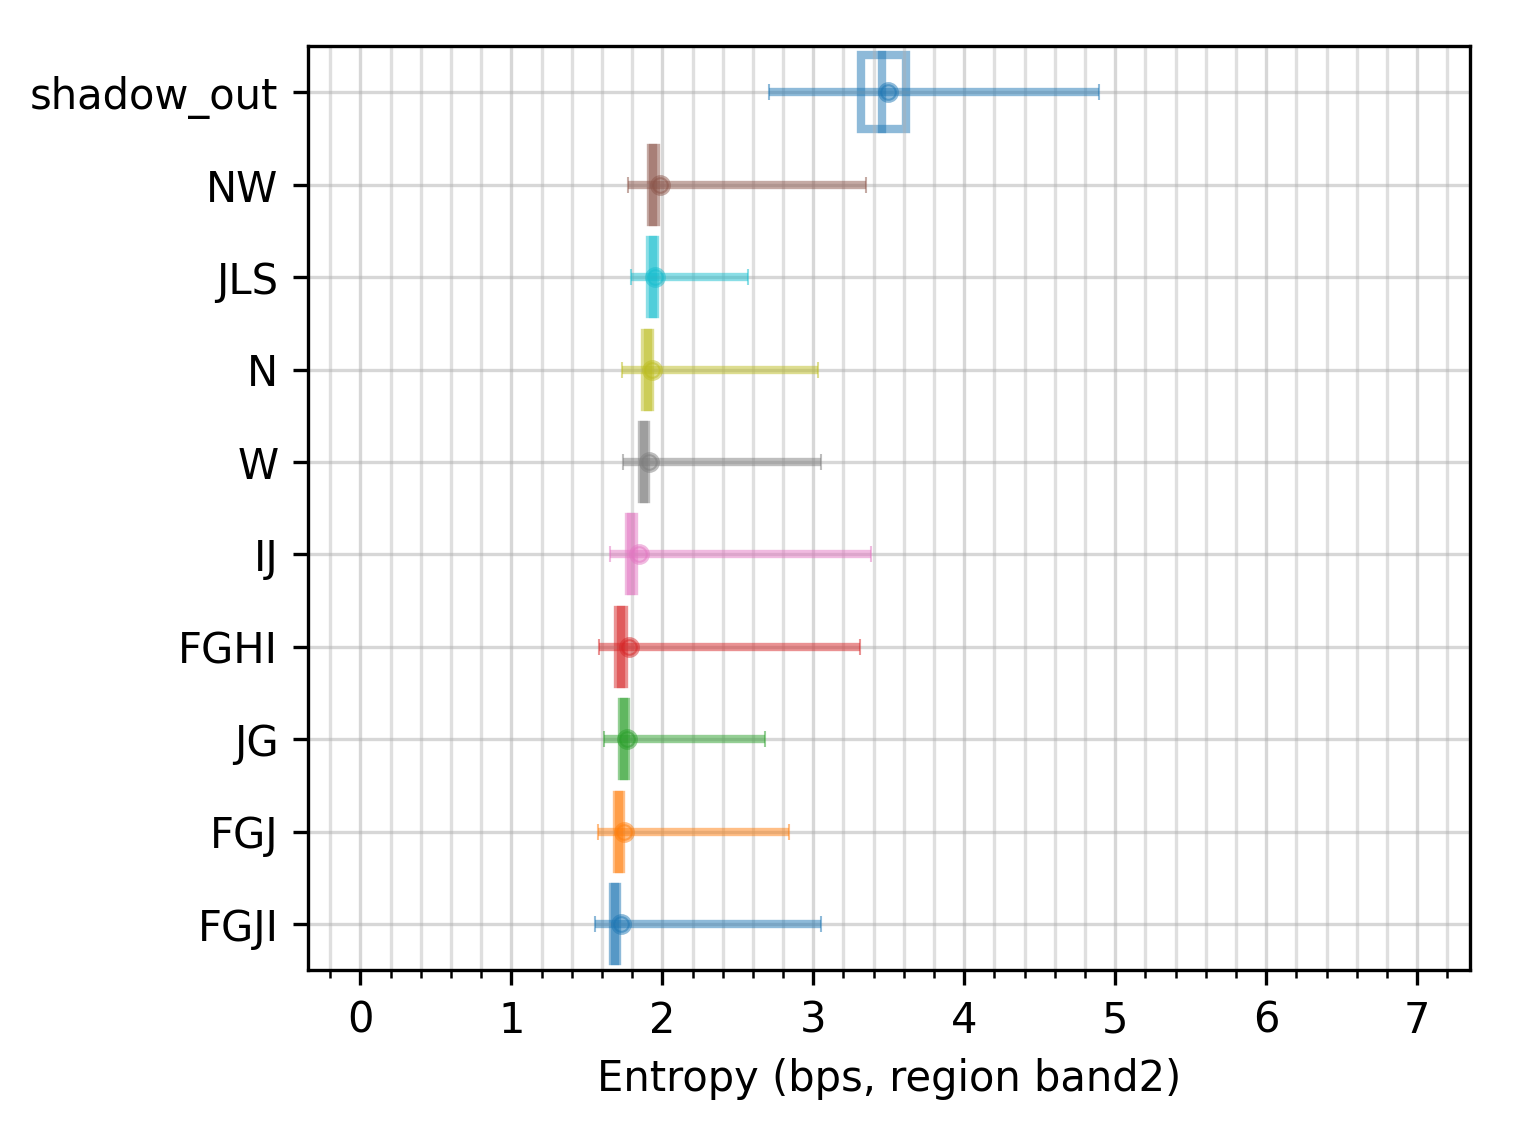 shadow_out
NW
JLS
N
W
IJ
FGHI
JG
FGJ
FGJI
0 1 2 3 4 5 6 7
Entropy (bps, region band2)